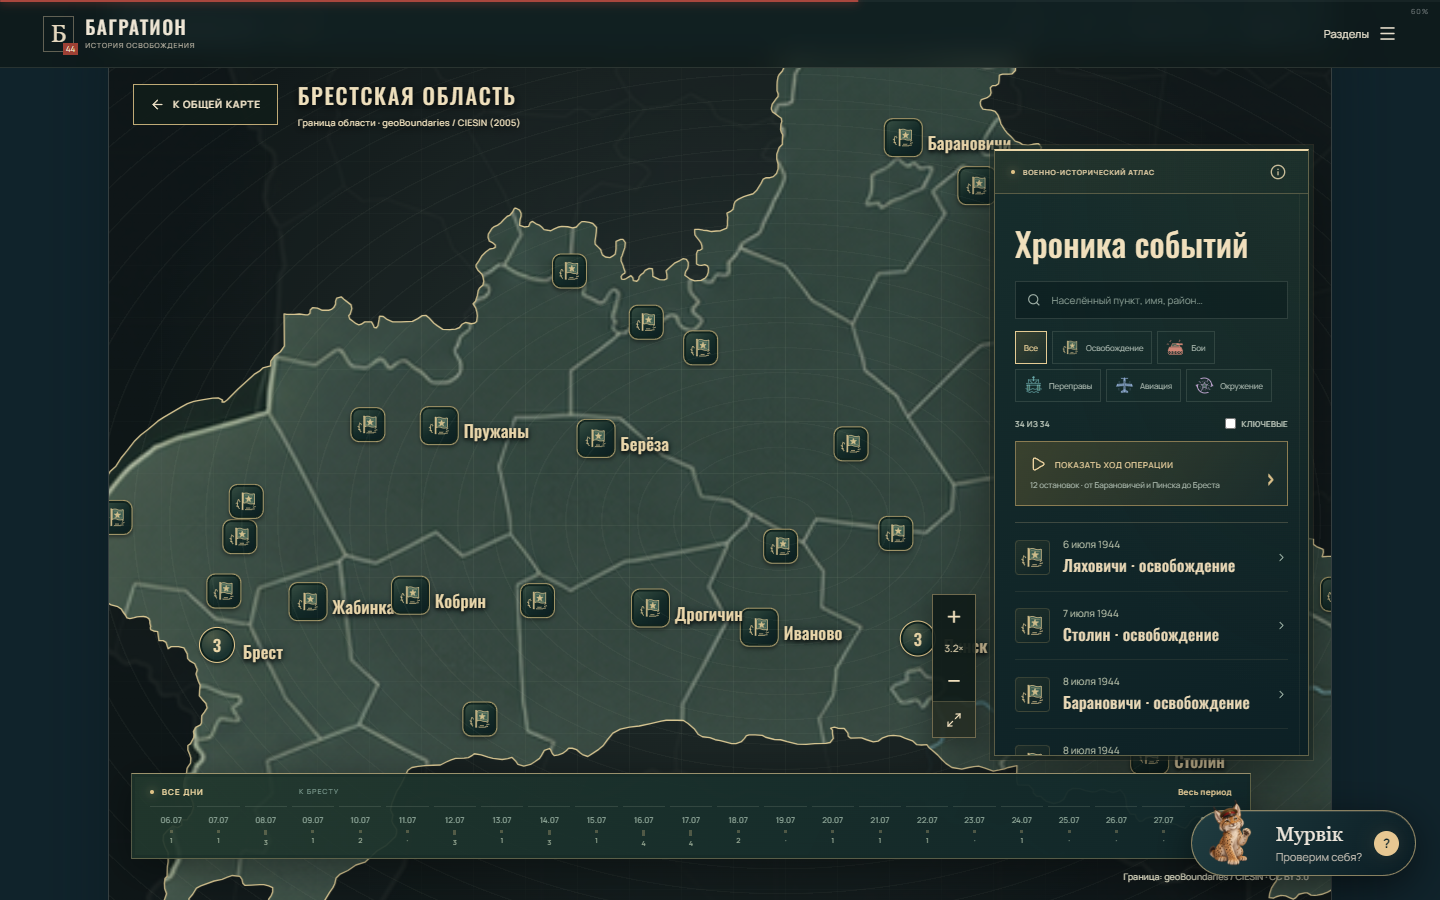 60%
Б
44
БАГРАТИОН
ИСТОРИЯ ОСВОБОЖДЕНИЯ
Разделы
К ОБЩЕЙ КАРТЕ
БРЕСТСКАЯ ОБЛАСТЬ
Граница области · geoBoundaries / CIESIN (2005)
Барановичи
Пружаны
Берёза
Жабинка
Кобрин
Дрогичин
Иваново
3
Брест
3
ск
Столин
+
3.2×
−
ВОЕННО-ИСТОРИЧЕСКИЙ АТЛАС
Хроника событий
Населённый пункт, имя, район…
Все
Освобождение
Бои
Переправы
Авиация
Окружение
34 ИЗ 34
КЛЮЧЕВЫЕ
ПОКАЗАТЬ ХОД ОПЕРАЦИИ
12 остановок · от Барановичей и Пинска до Бреста
6 июля 1944
Ляховичи · освобождение
7 июля 1944
Столин · освобождение
8 июля 1944
Барановичи · освобождение
8 июля 1944
ВСЕ ДНИ
К БРЕСТУ
Весь период
06.07 07.07 08.07 09.07 10.07 11.07 12.07 13.07 14.07 15.07 16.07 17.07 18.07 19.07 20.07 21.07 22.07 23.07 24.07 25.07 26.07 27.07
1 1 3 1 2 · 3 1 3 1 4 4 2 · 1 1 1 · 1 · · ·
Мурвік
Проверим себя?
?
Граница: geoBoundaries / CIESIN · CC BY 3.0